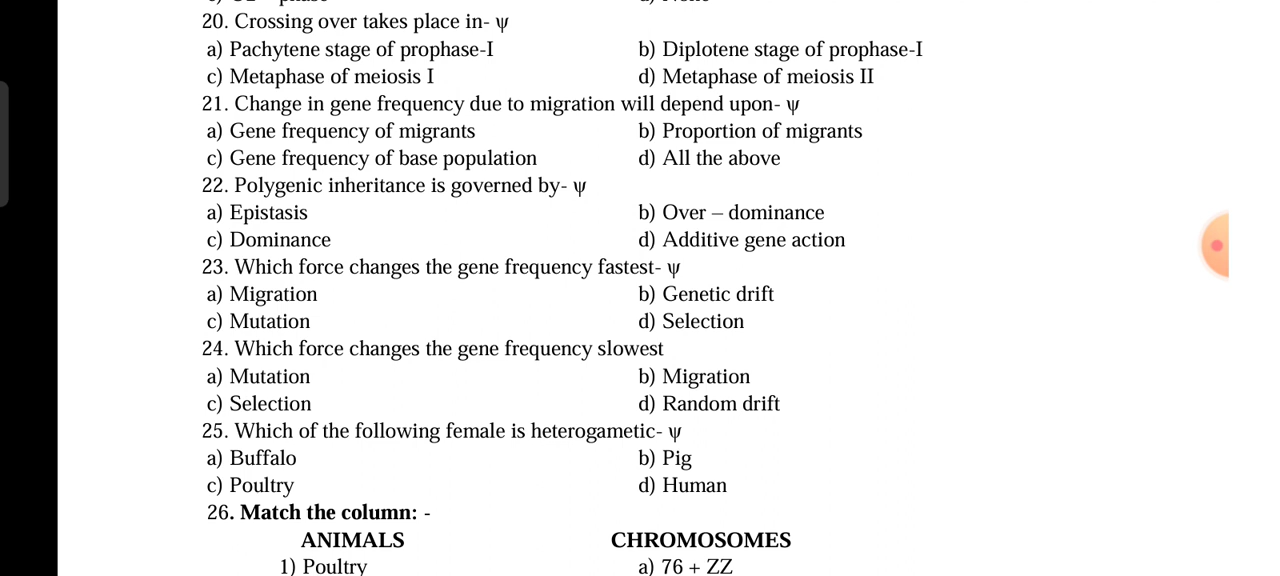 20. Crossing over takes place in- ψ
a) Pachytene stage of prophase-I b) Diplotene stage of prophase-I
c) Metaphase of meiosis I d) Metaphase of meiosis II
21. Change in gene frequency due to migration will depend upon- ψ
a) Gene frequency of migrants b) Proportion of migrants
c) Gene frequency of base population d) All the above
22. Polygenic inheritance is governed by- ψ
a) Epistasis b) Over – dominance
c) Dominance d) Additive gene action
23. Which force changes the gene frequency fastest- ψ
a) Migration b) Genetic drift
c) Mutation d) Selection
24. Which force changes the gene frequency slowest
a) Mutation b) Migration
c) Selection d) Random drift
25. Which of the following female is heterogametic- ψ
a) Buffalo b) Pig
c) Poultry d) Human
26. Match the column: -
ANIMALS CHROMOSOMES
1) Poultry a) 76 + ZZ